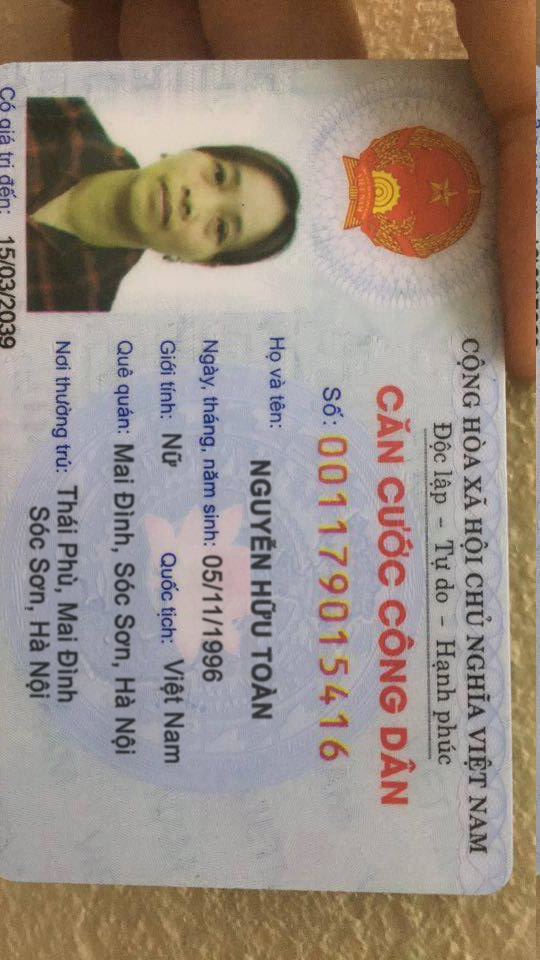 CỘNG HÒA XÃ HỘI CHỦ NGHĨA VIỆT NAM
Độc lập - Tự do - Hạnh phúc
CĂN CƯỚC CÔNG DÂN
Số: 001179015416
Họ và tên:
NGUYỄN HỮU TOÀN
Ngày, tháng, năm sinh: 05/11/1996
Giới tính: Nữ Quốc tịch: Việt Nam
Quê quán: Mai Đình, Sóc Sơn, Hà Nội
Nơi thường trú: Thái Phù, Mai Đình
Sóc Sơn, Hà Nội
Có giá trị đến: 15/03/2039